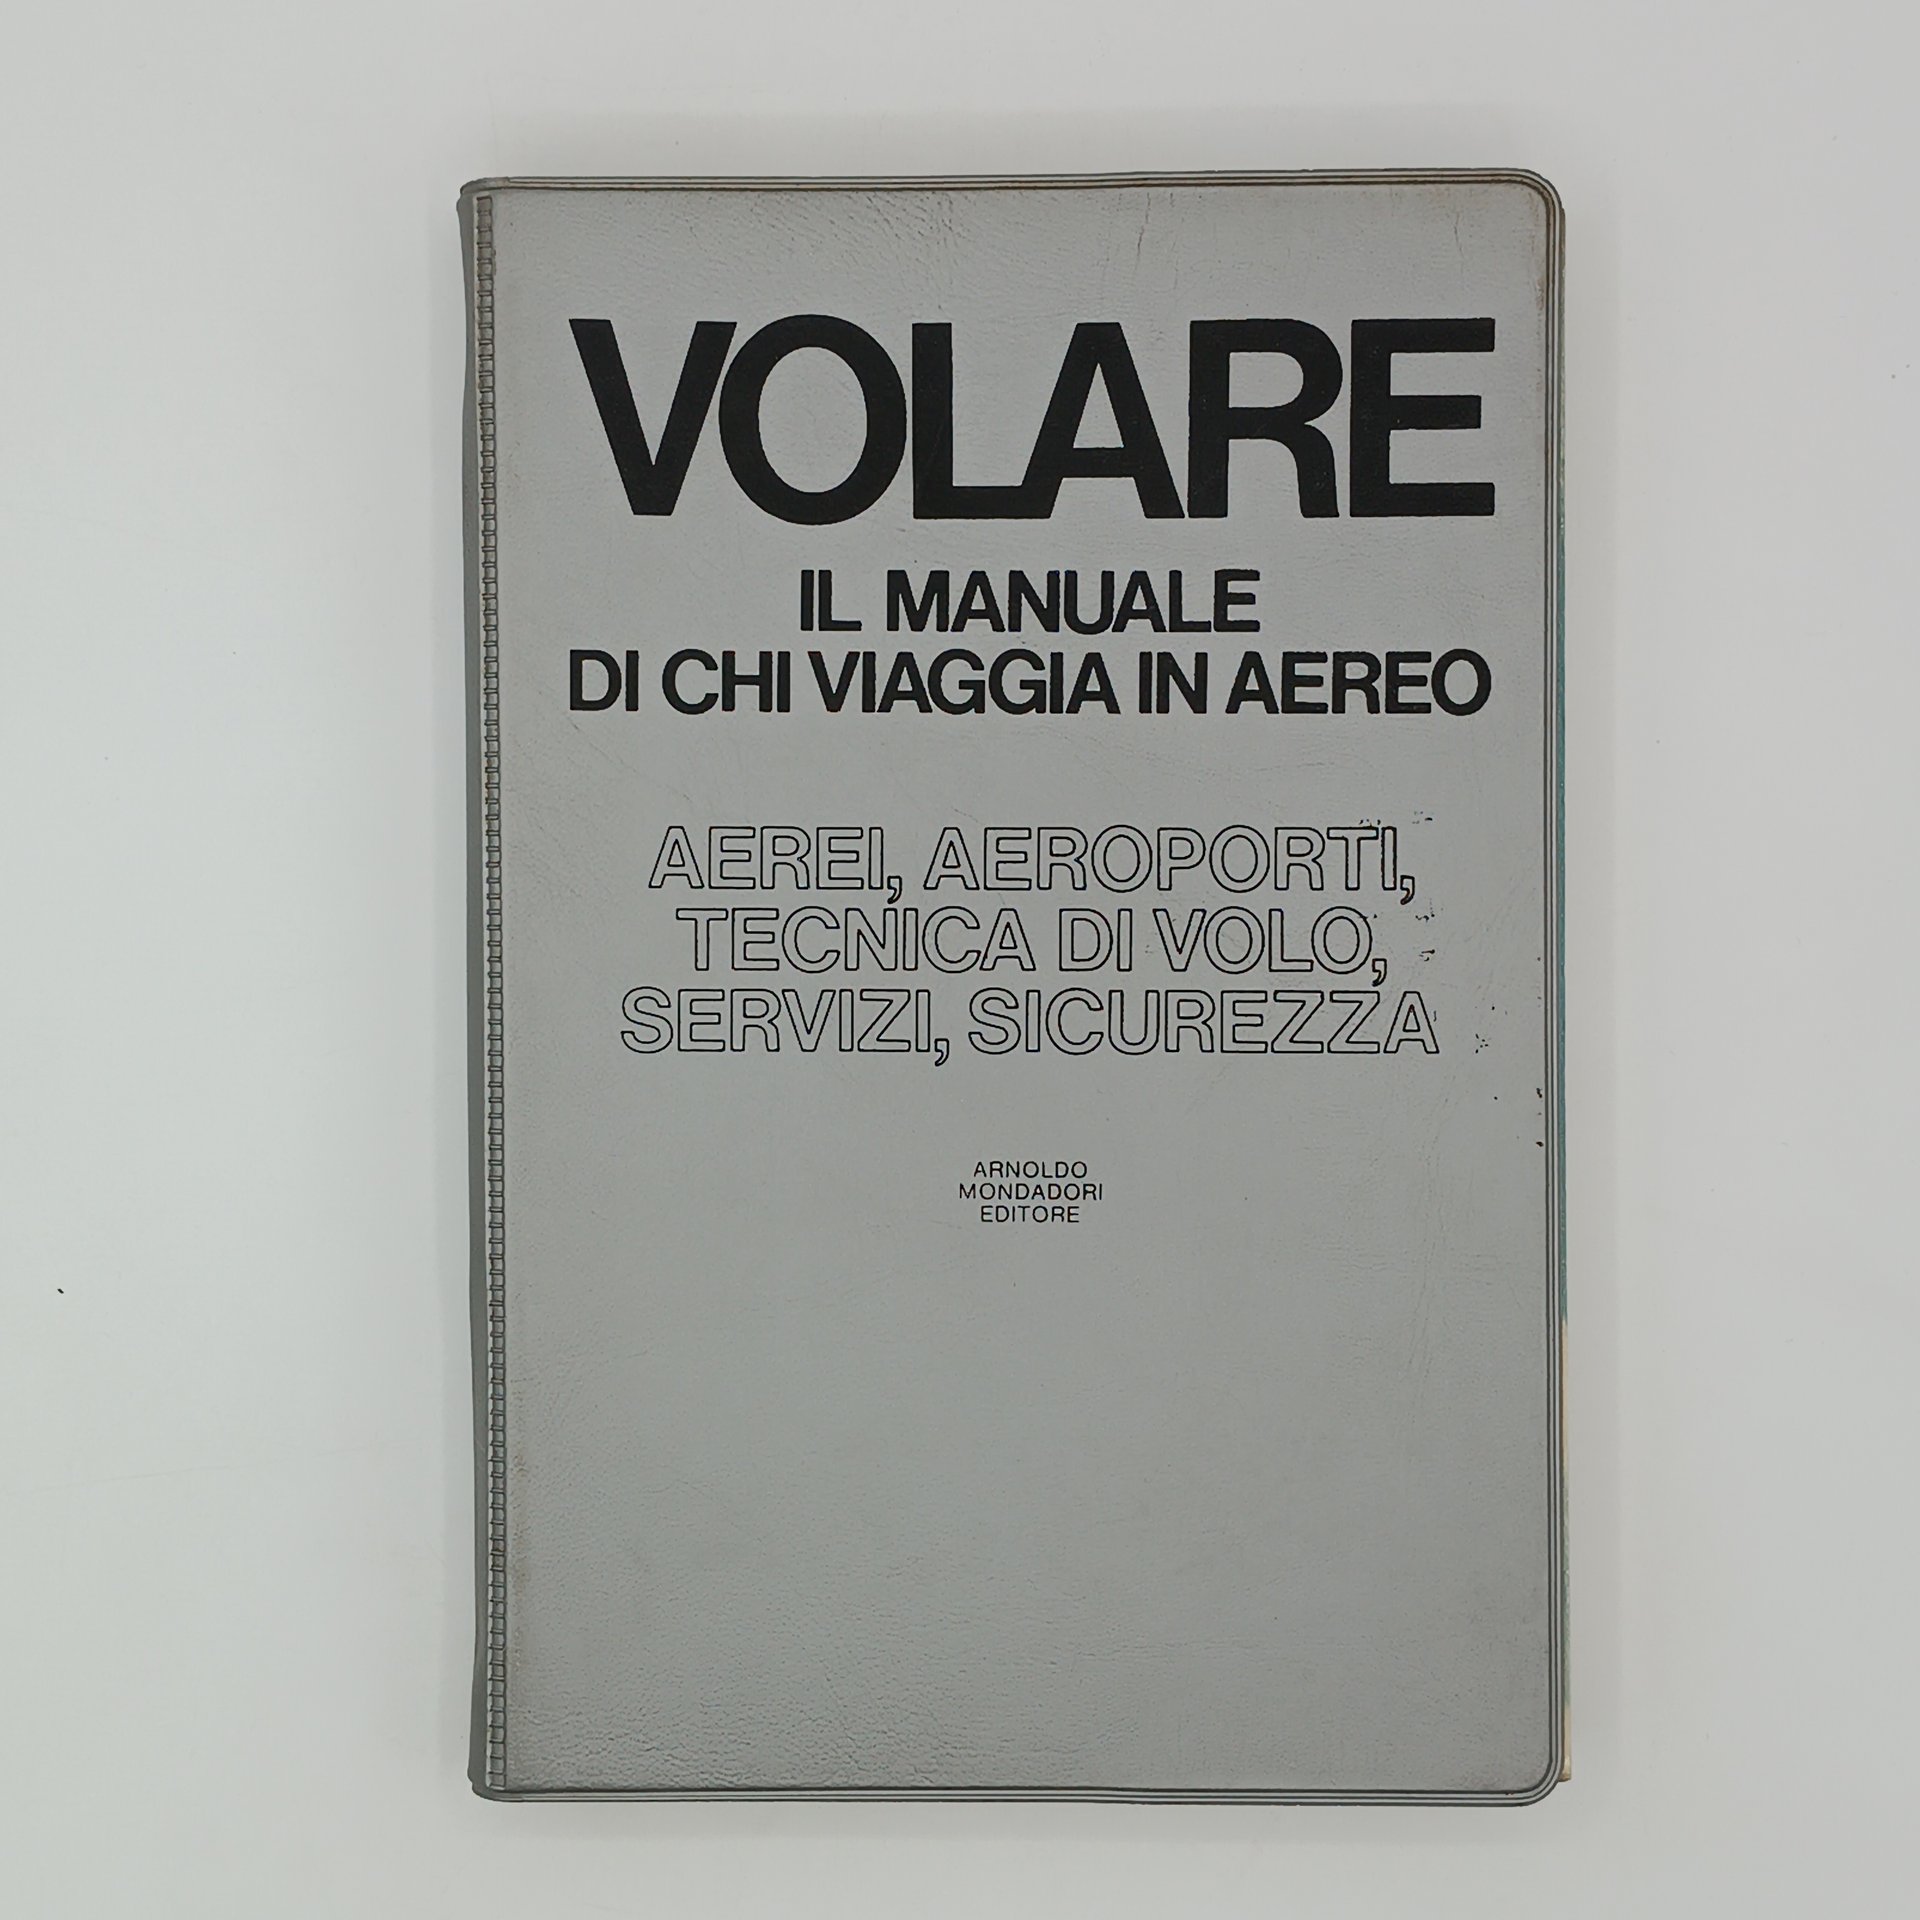 VOLARE
IL MANUALE
DI CHI VIAGGIA IN AEREO
AEREI, AEROPORTI,
TECNICA DI VOLO,
SERVIZI, SICUREZZA
ARNOLDO
MONDADORI
EDITORE